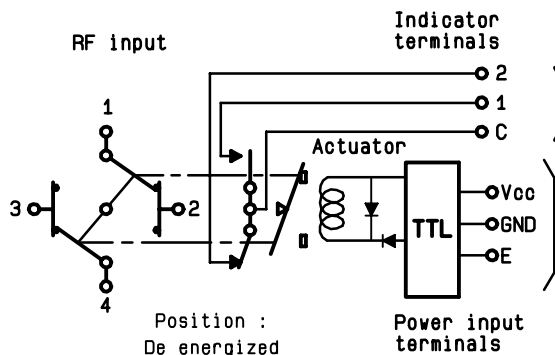 Indicator
terminals
RF input
2
1
C
1
Actuator
3
2
TTL
Vcc
GND
E
4
Position :
De energized
Power input
terminals